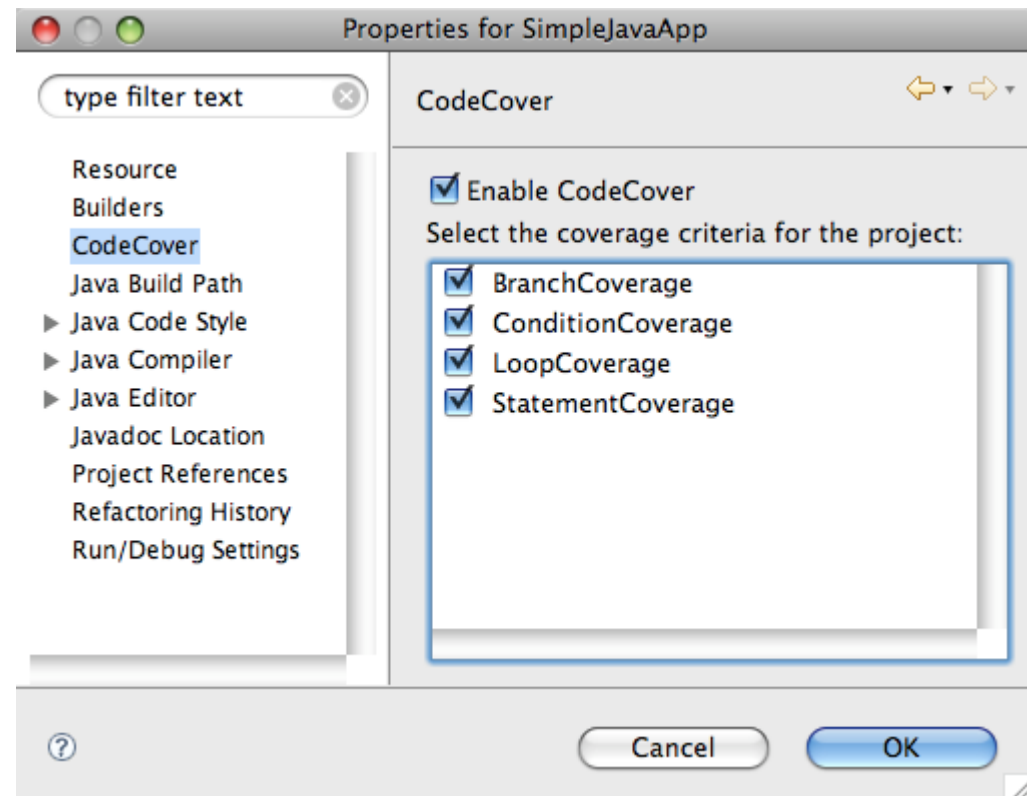 Properties for SimpleJavaApp
type filter text
Resource
Builders
CodeCover
Java Build Path
Java Code Style
Java Compiler
Java Editor
Javadoc Location
Project References
Refactoring History
Run/Debug Settings
CodeCover
Enable CodeCover
Select the coverage criteria for the project:
BranchCoverage
ConditionCoverage
LoopCoverage
StatementCoverage
?
Cancel
OK